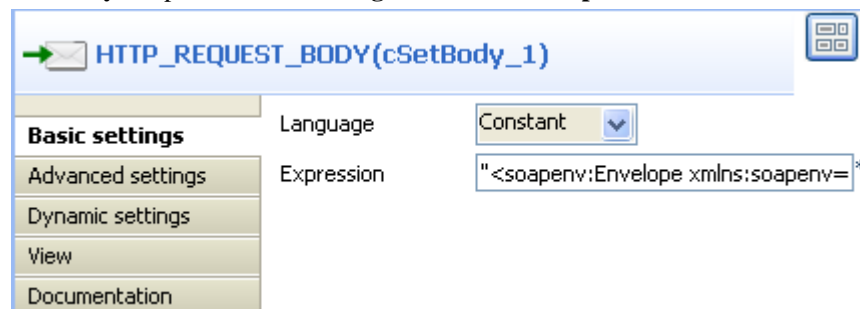 HTTP_REQUEST_BODY(cSetBody_1)
Basic settings
Language Constant
Advanced settings
Expression "<soapenv:Envelope xmlns:soapenv= *
Dynamic settings
View
Documentation